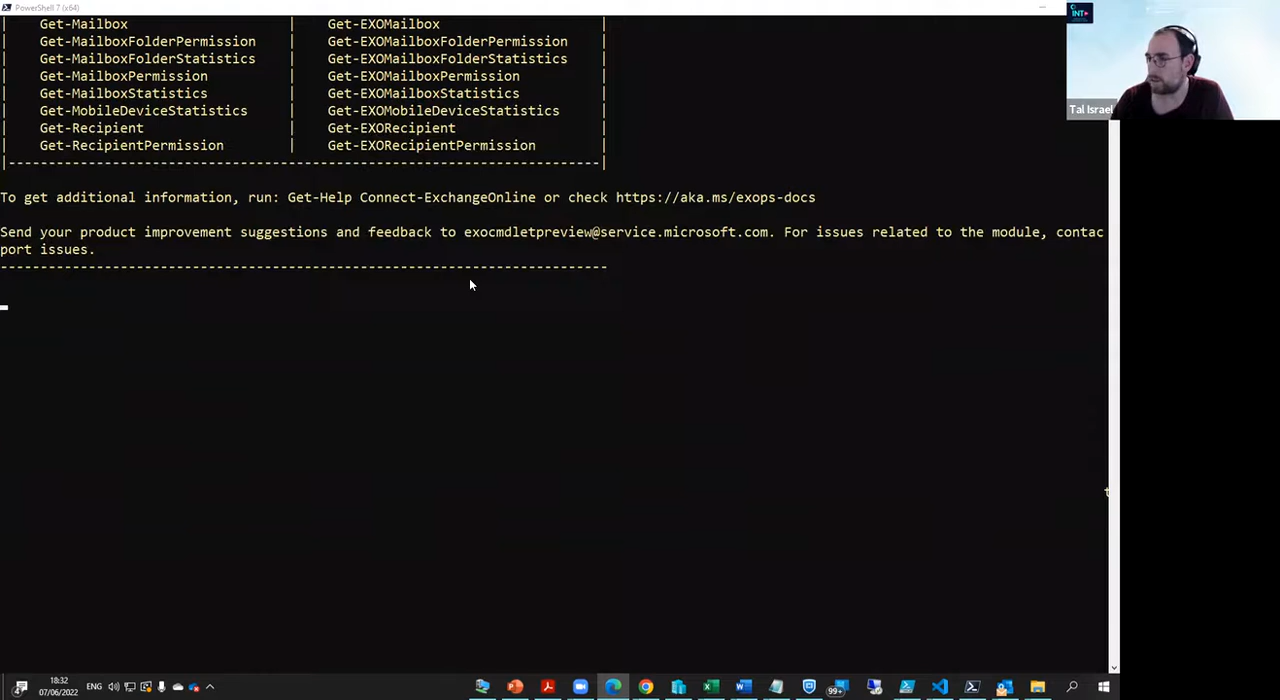 PowerShell 7 (x64)
| Get-Mailbox | Get-EXOMailbox |
| Get-MailboxFolderPermission | Get-EXOMailboxFolderPermission |
| Get-MailboxFolderStatistics | Get-EXOMailboxFolderStatistics |
| Get-MailboxPermission | Get-EXOMailboxPermission |
| Get-MailboxStatistics | Get-EXOMailboxStatistics |
| Get-MobileDeviceStatistics | Get-EXOMobileDeviceStatistics |
| Get-Recipient | Get-EXORecipient |
| Get-RecipientPermission | Get-EXORecipientPermission |
|--------------------------------------------------------------------------|
To get additional information, run: Get-Help Connect-ExchangeOnline or check https://aka.ms/exops-docs
Send your product improvement suggestions and feedback to exocmdletpreview@service.microsoft.com. For issues related to the module, contac
port issues.
----------------------------------------------------------------------------
t
INT
Tal Israel
18:32
07/06/2022
ENG
99+